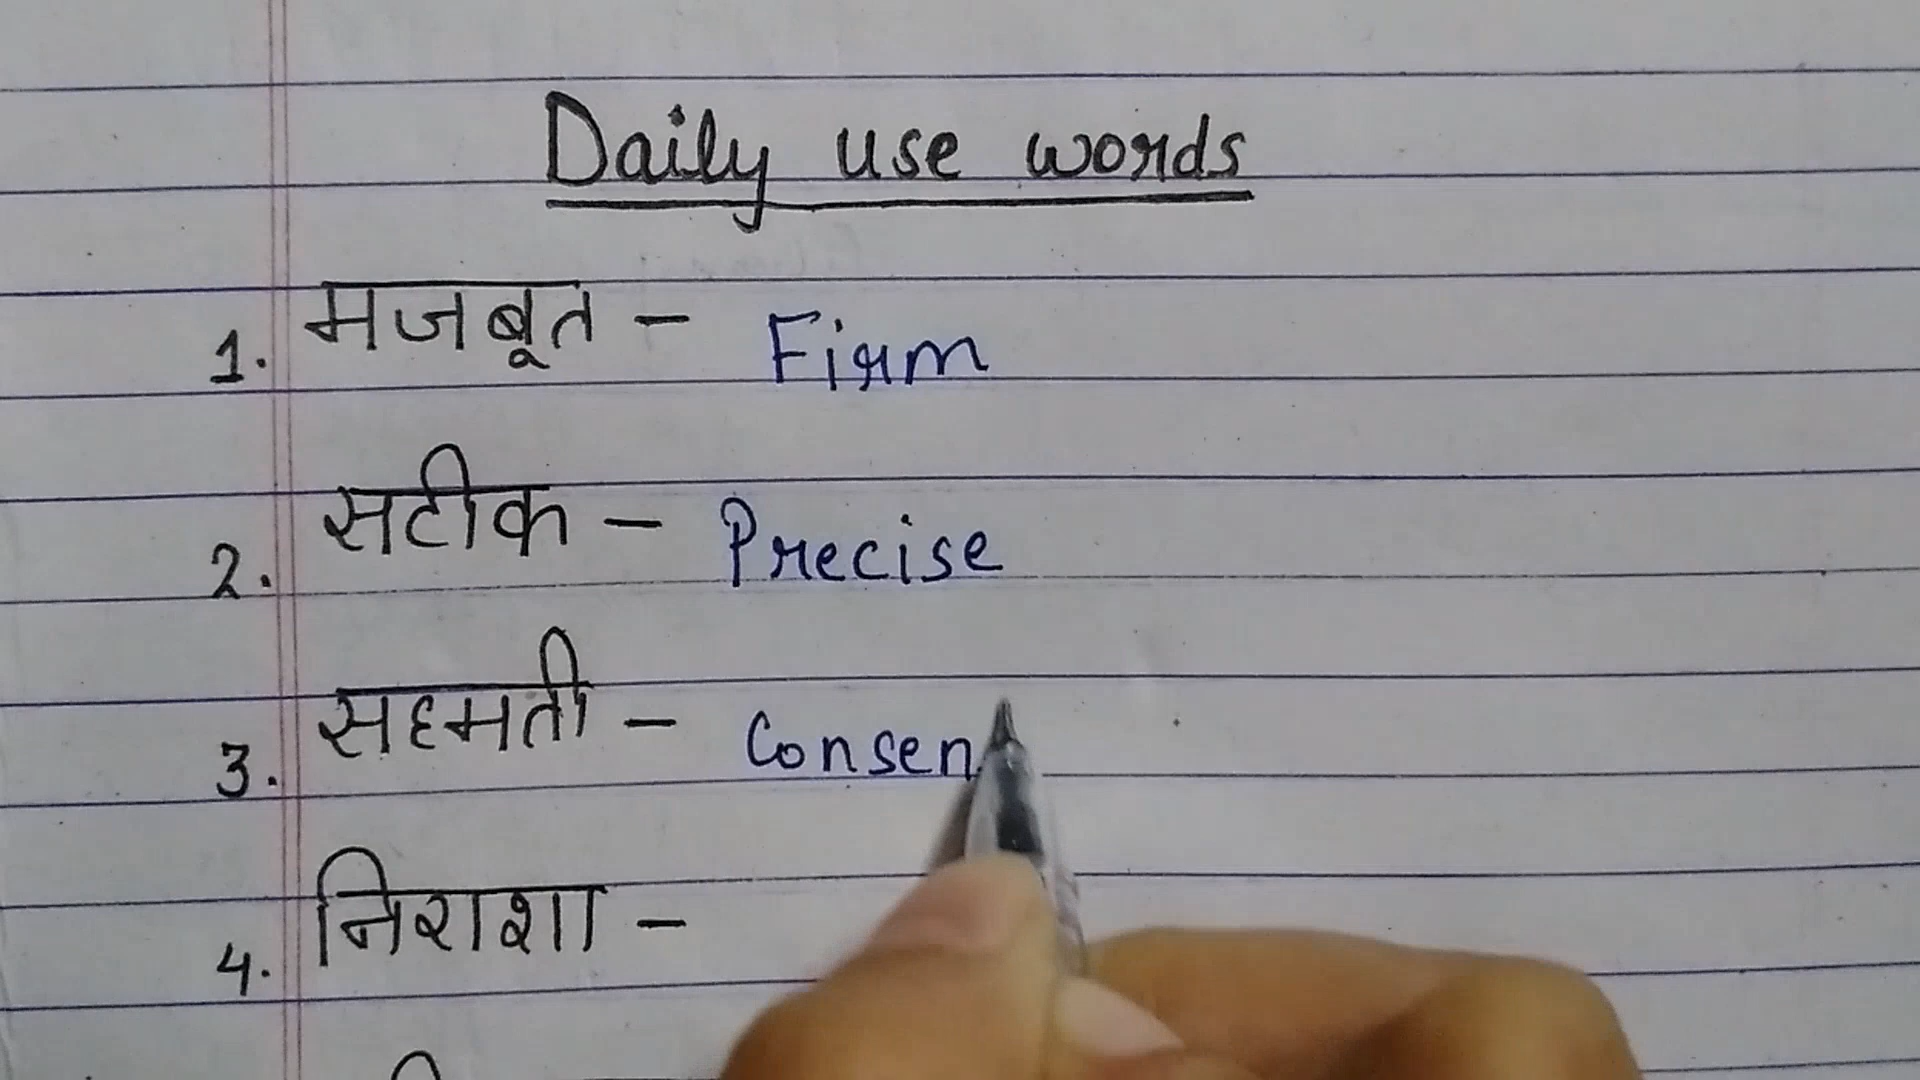 Daily use words
1. मजबूत - Firm
2. सटीक - Precise
3. सहमती - Consen
4. निराशा -